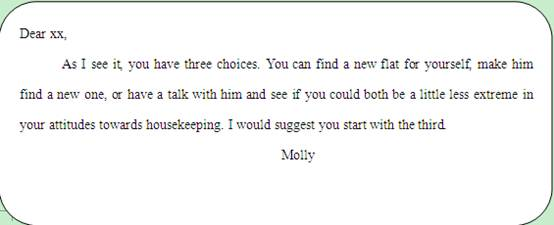 Dear xx,
As I see it, you have three choices. You can find a new flat for yourself, make him
find a new one, or have a talk with him and see if you could both be a little less extreme in
your attitudes towards housekeeping. I would suggest you start with the third.
Molly